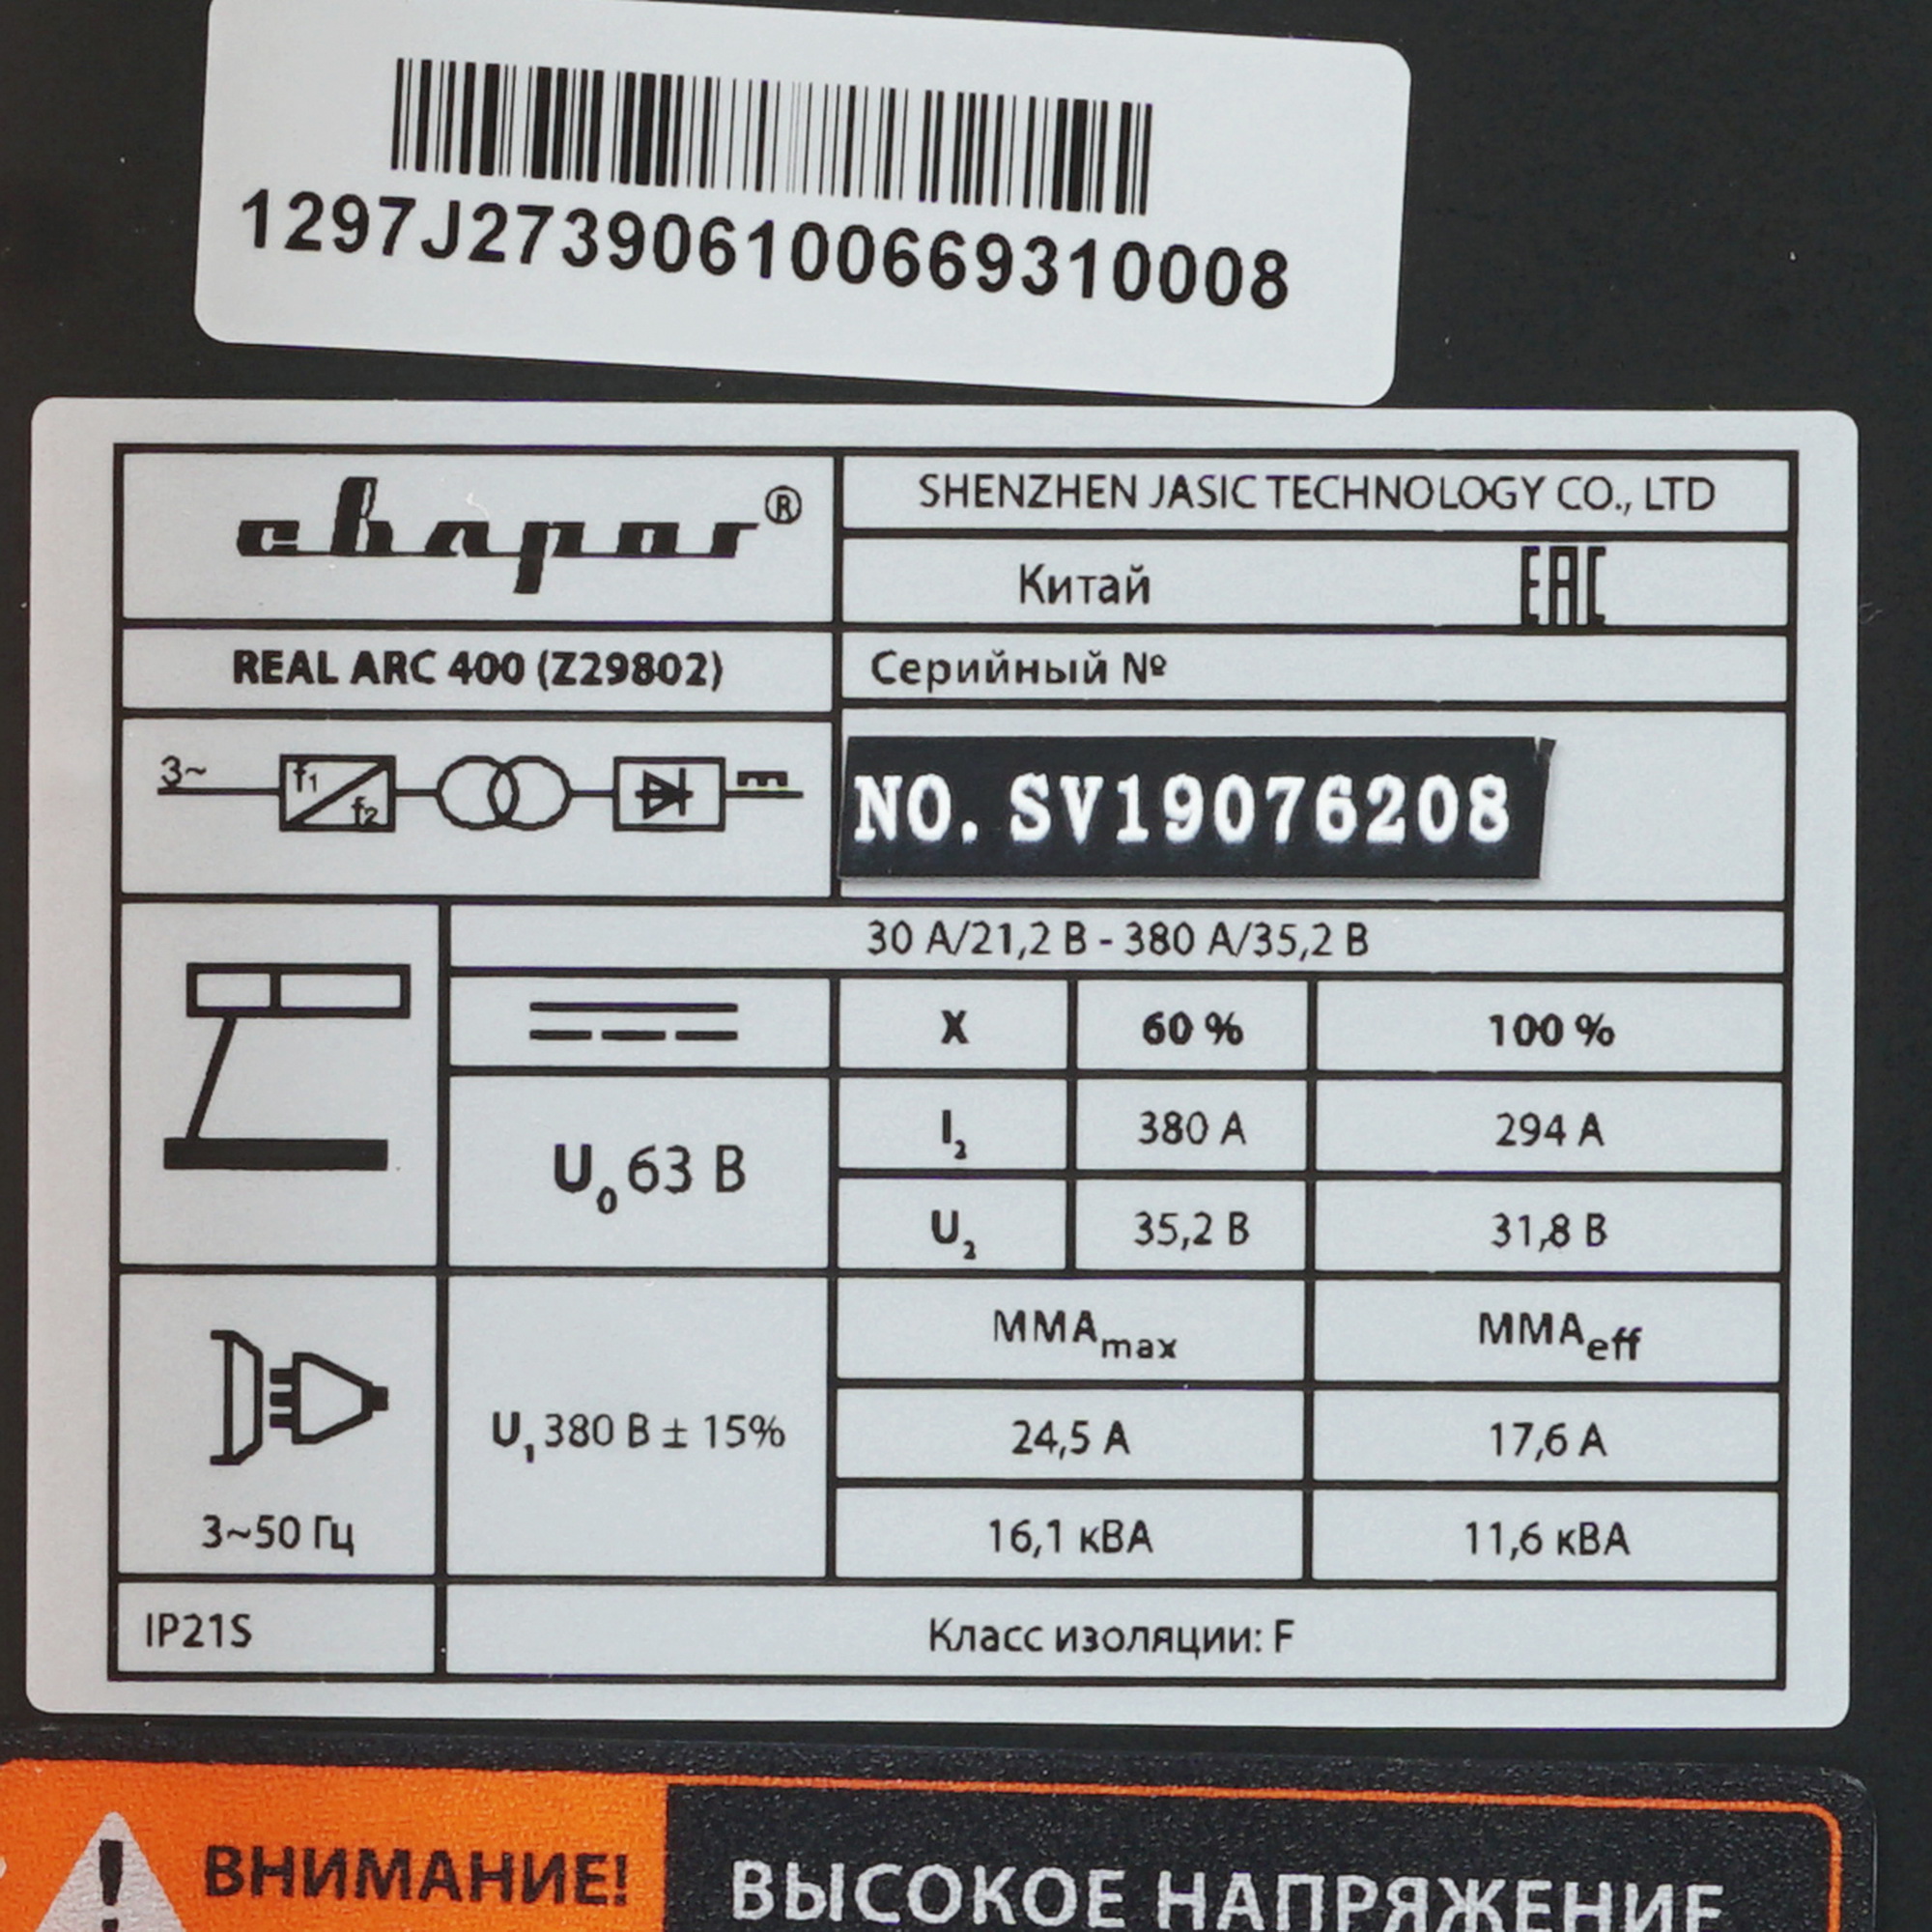 1297J273906100669310008
сварог®
SHENZHEN JASIC TECHNOLOGY CO., LTD
Китай EAC
REAL ARC 400 (Z29802)
Серийный №
3~ f1 f2
NO. SV19076208
30 А/21,2 В - 380 А/35,2 В
X 60 % 100 %
U₀ 63 В
I₂ 380 А 294 А
U₂ 35,2 В 31,8 В
MMAmax MMAeff
U₁ 380 В ± 15%
24,5 А 17,6 А
3~50 Гц
16,1 кВА 11,6 кВА
IP21S
Класс изоляции: F
ВНИМАНИЕ!
ВЫСОКОЕ НАПРЯЖЕНИЕ